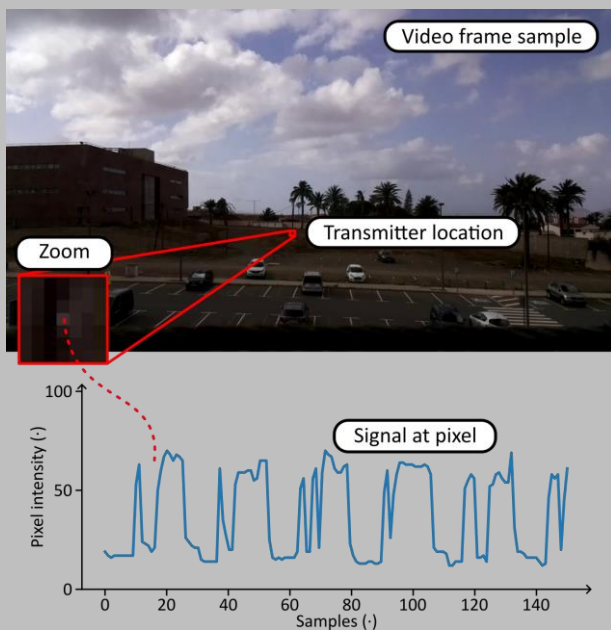 Video frame sample
Transmitter location
Zoom
Signal at pixel
Pixel intensity (·)
100
50
0
0 20 40 60 80 100 120 140
Samples (·)